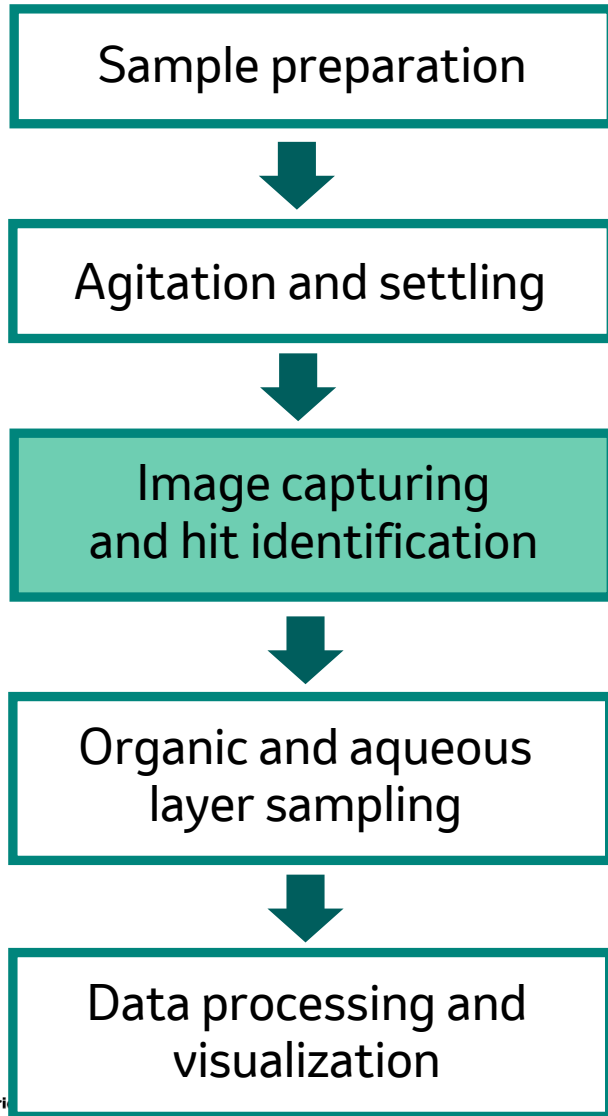 Sample preparation
Agitation and settling
Image capturing
and hit identification
Organic and aqueous
layer sampling
Data processing and
visualization